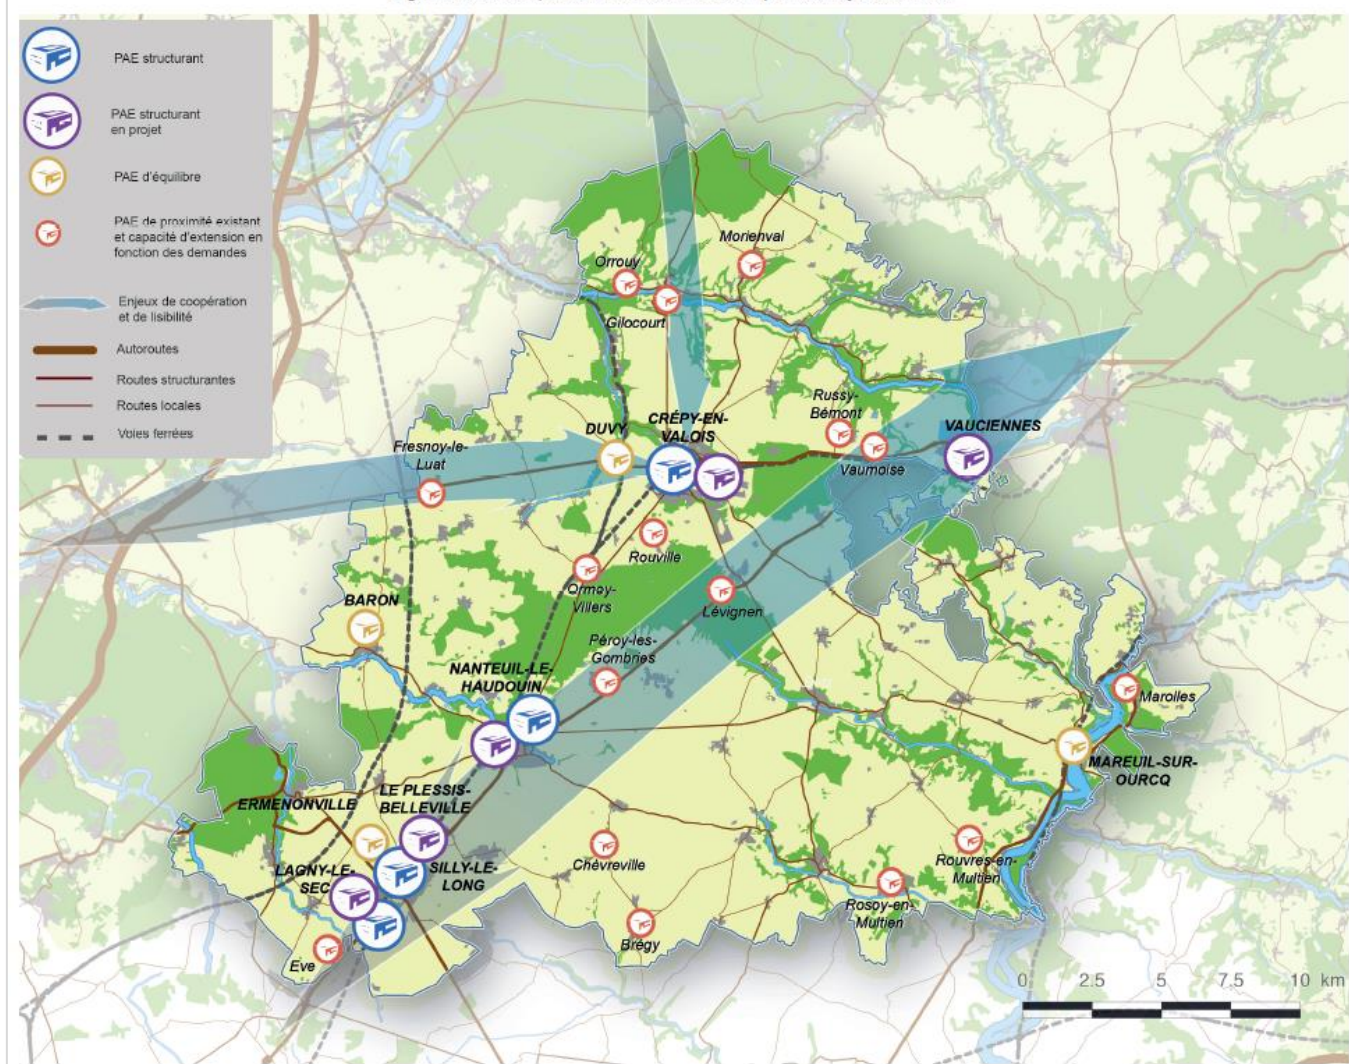 PAE structurant
PAE structurant
en projet
PAE d'équilibre
PAE de proximité existant
et capacité d'extension en
fonction des demandes
Enjeux de coopération
et de lisibilité
Autoroutes
Routes structurantes
Routes locales
Voies ferrées
Morienval
Orrouy
Gilocourt
Russy-
Bémont
CRÉPY-EN-
VALOIS
DUVY
VAUCIENNES
Fresnoy-le-
Luat
Vaumoise
Rouville
Ormoy-
Villers
Lévignen
BARON
Péroy-les-
Gombries
NANTEUIL-LE-
HAUDOUIN
Marolles
MAREUIL-SUR-
OURCQ
LE PLESSIS-
BELLEVILLE
ERMENONVILLE
LAGNY-LE-
SEC
SILLY-LE-
LONG
Chèvreville
Rouvres-en-
Multien
Rosoy-en-
Multien
Brégy
Eve
0 2.5 5 7.5 10 km